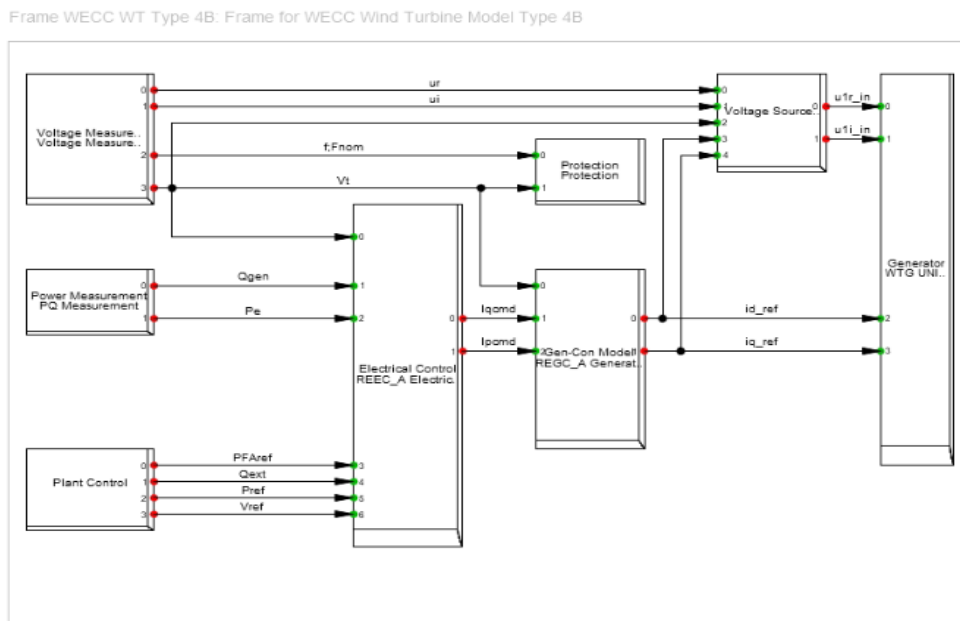 Frame WECC WT Type 4B: Frame for WECC Wind Turbine Model Type 4B
Voltage Measure..
Voltage Measure..
0
1
2
3
ur
ui
f;Fnom
Vt
Voltage Source..
0
1
2
3
4
0
1
u1r_in
u1i_in
Protection
Protection
0
1
Generator
WTG UNI..
0
1
2
3
Power Measurement
PQ Measurement
0
1
Qgen
Pe
Electrical Control
REEC_A Electric..
0
1
2
3
4
5
6
0
1
Iqcmd
Ipcmd
Gen-Con Modell
REGC_A Generat..
0
1
2
0
1
id_ref
iq_ref
Plant Control
0
1
2
3
PFAref
Qext
Pref
Vref